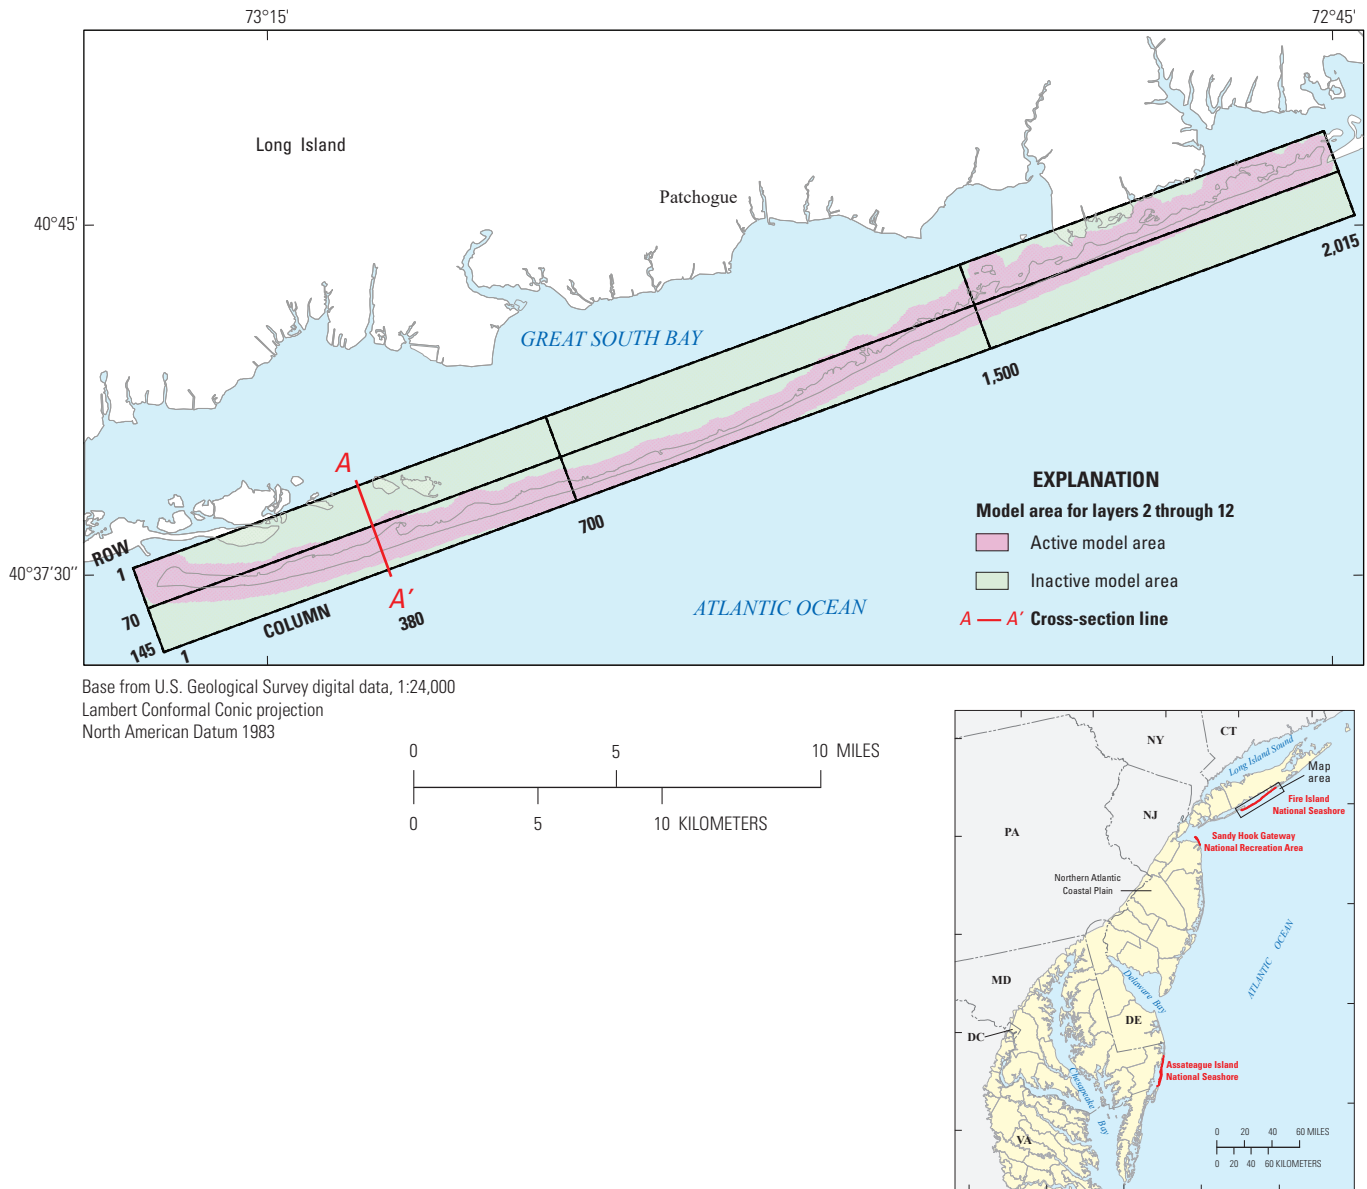 73°15'
72°45'
Long Island
Patchogue
40°45'
2,015
GREAT SOUTH BAY
1,500
A
EXPLANATION
Model area for layers 2 through 12
700
Active model area
ROW
1
40°37'30''
Inactive model area
A'
ATLANTIC OCEAN
COLUMN
380
A — A' Cross-section line
70
145
1
Base from U.S. Geological Survey digital data, 1:24,000
Lambert Conformal Conic projection
North American Datum 1983
0 5 10 MILES
0 5 10 KILOMETERS
NY
CT
Long Island Sound
Map
area
Fire Island
National Seashore
NJ
PA
Sandy Hook Gateway
National Recreation Area
Northern Atlantic
Coastal Plain
ATLANTIC OCEAN
MD
Delaware Bay
DE
DC
Assateague Island
National Seashore
Chesapeake Bay
VA
0 20 40 60 MILES
0 20 40 60 KILOMETERS